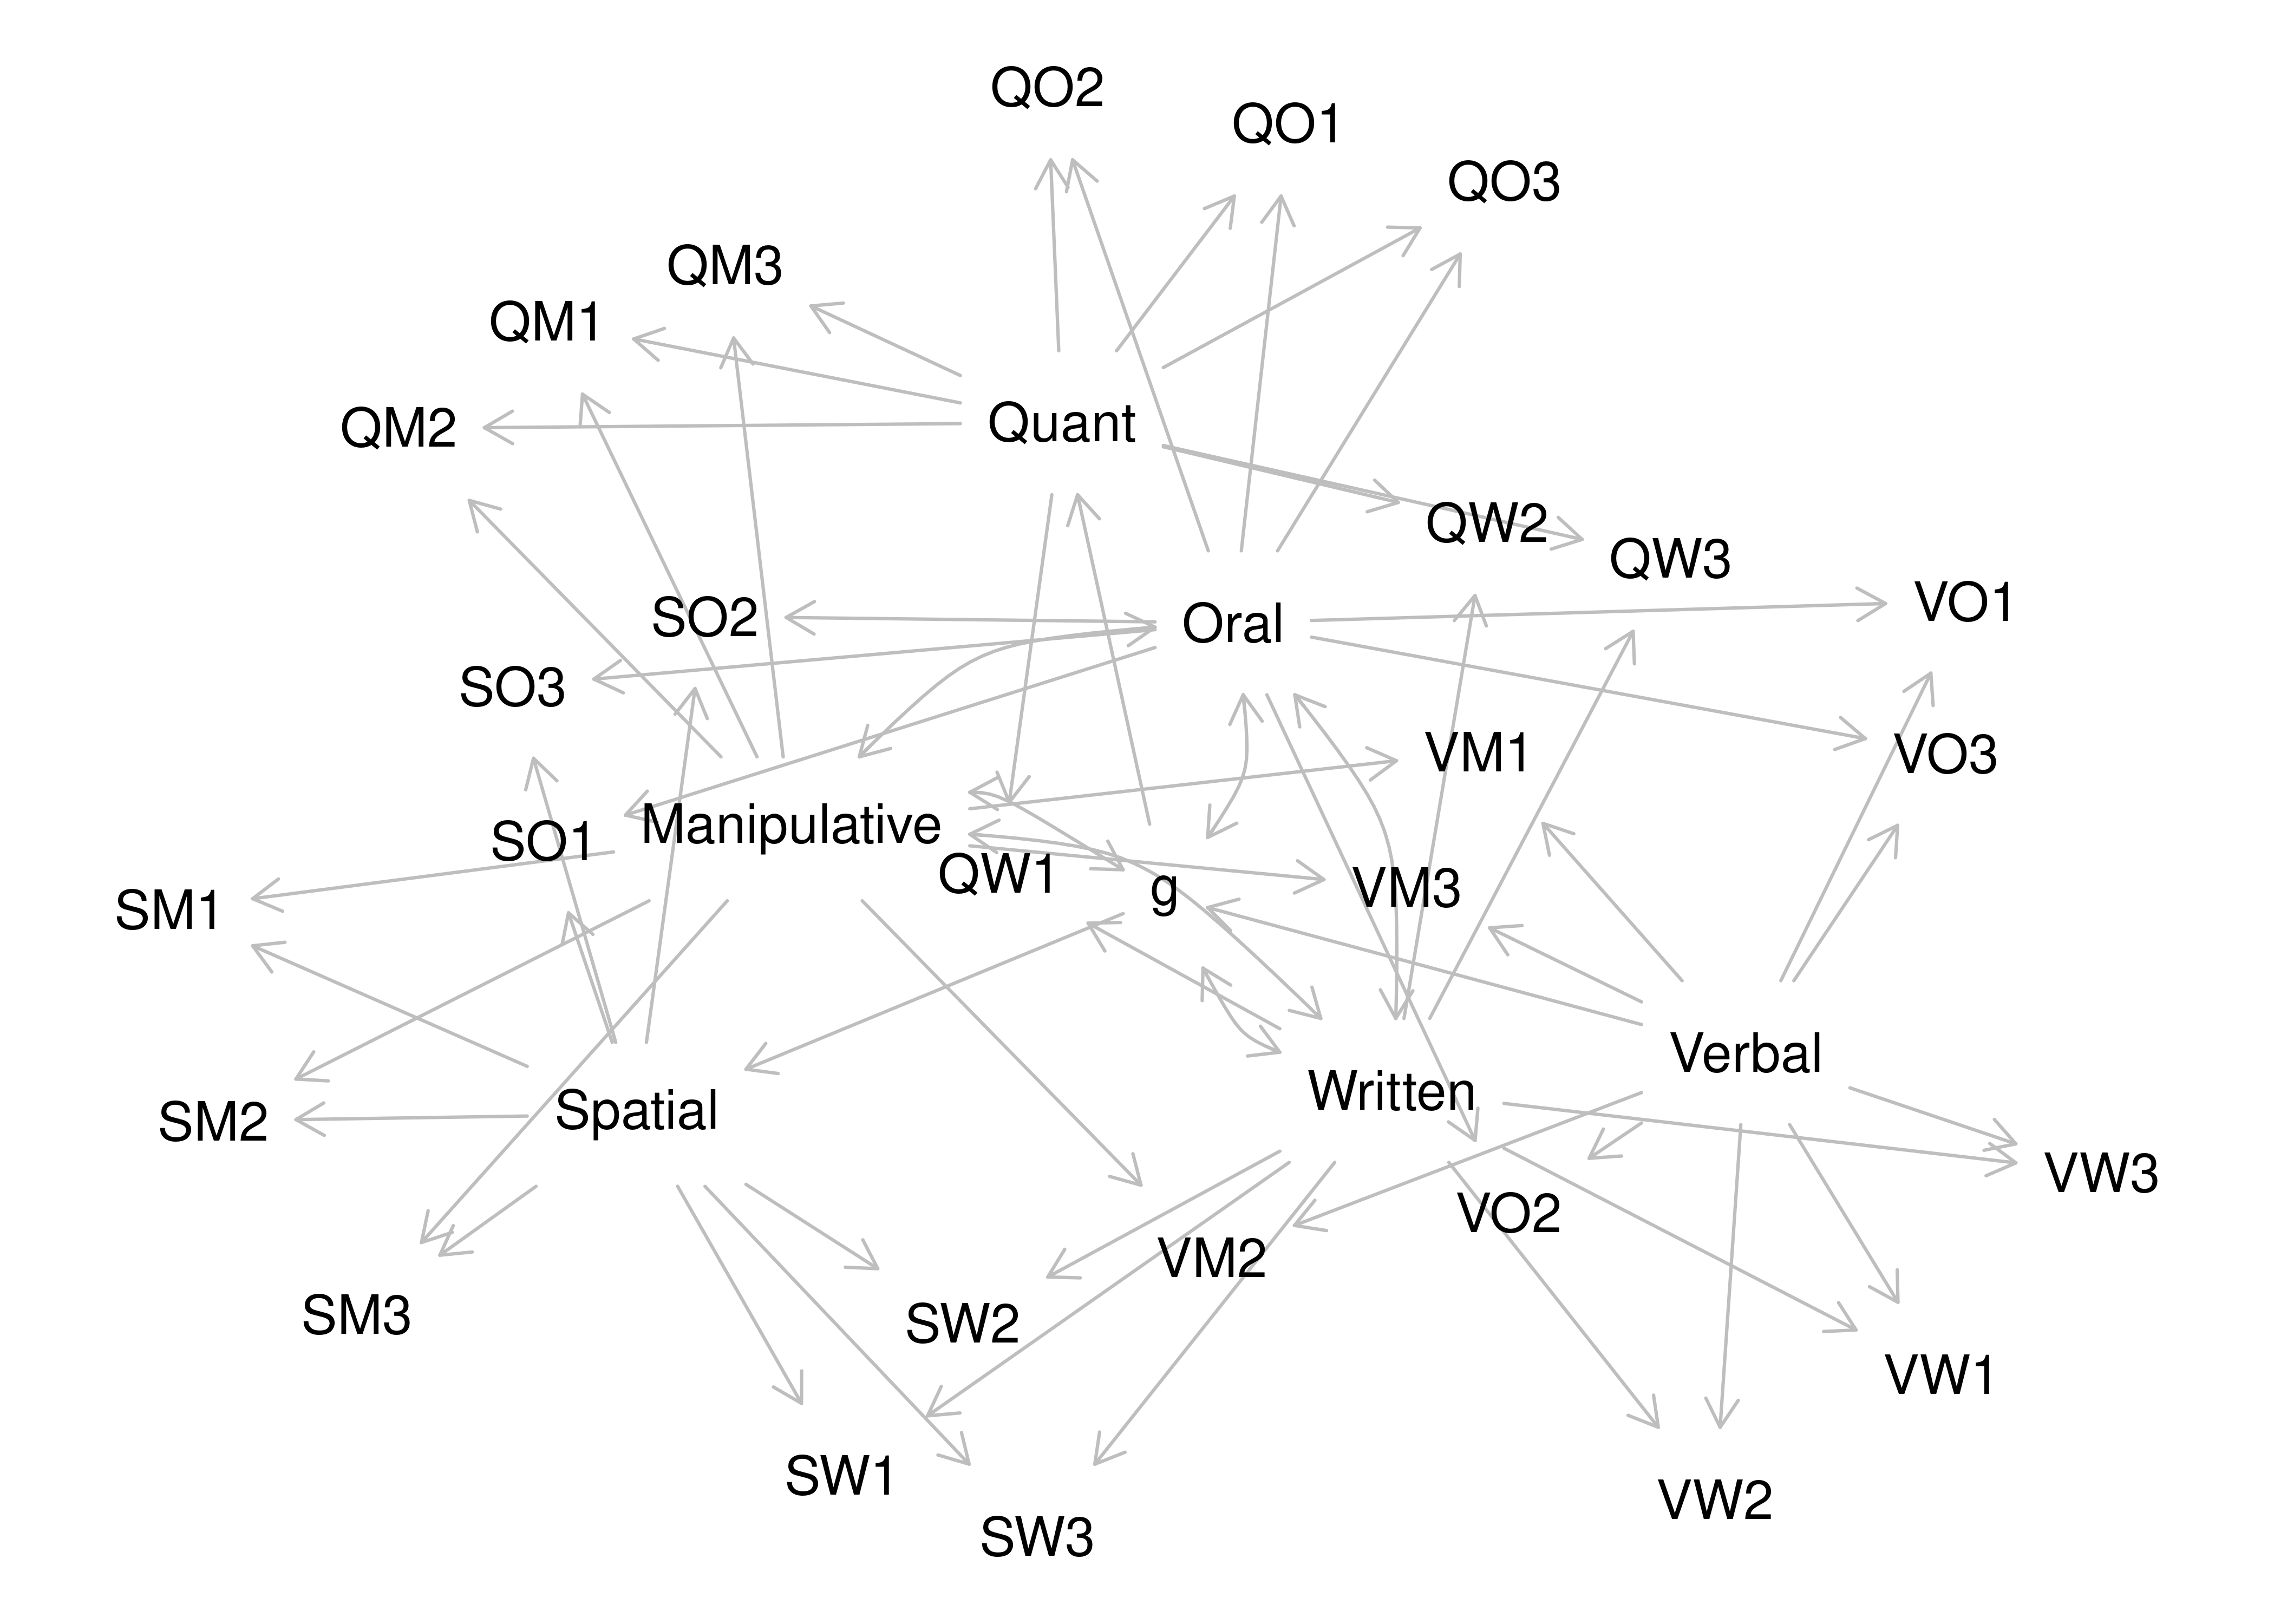 QO2
QO1
QO3
QM3
QM1
Quant
QM2
QW2
QW3
VO1
SO2
Oral
SO3
VM1
VO3
Manipulative
SO1
QW1
g
VM3
SM1
Verbal
Written
Spatial
SM2
VW3
VO2
VM2
SM3
SW2
VW1
SW1
VW2
SW3